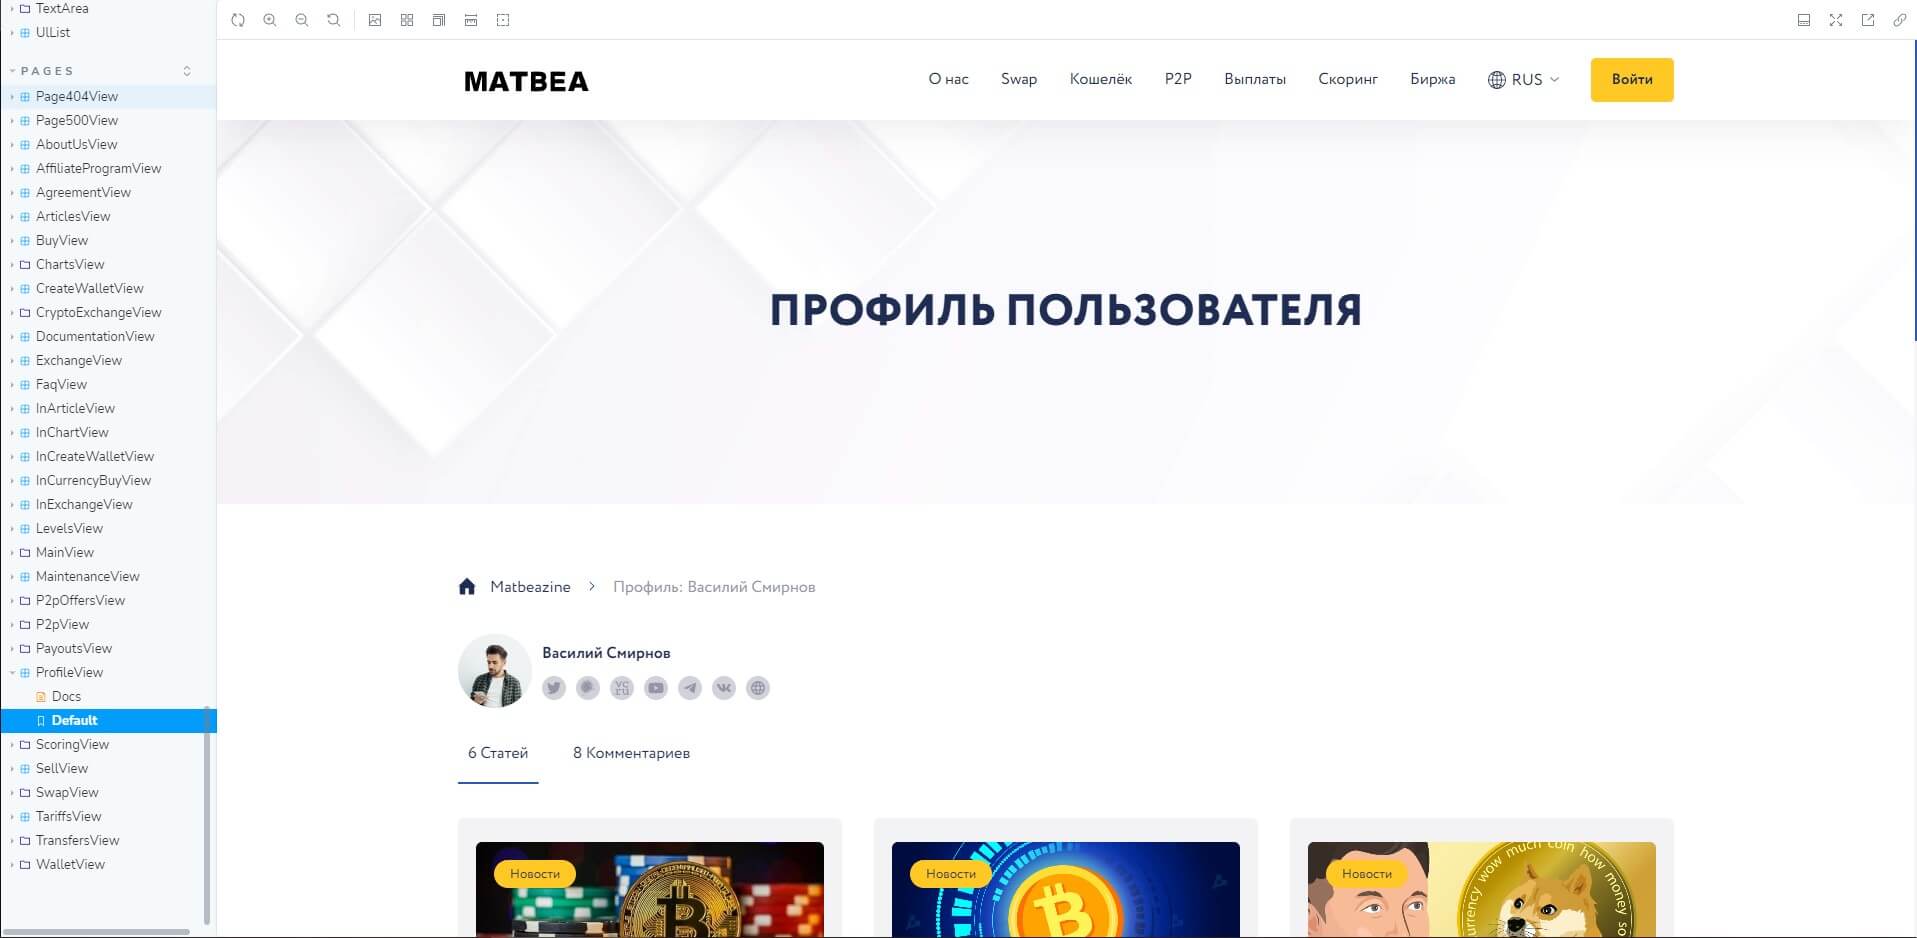 TextArea
UlList
PAGES
Page404View
Page500View
AboutUsView
AffiliateProgramView
AgreementView
ArticlesView
BuyView
ChartsView
CreateWalletView
CryptoExchangeView
DocumentationView
ExchangeView
FaqView
InArticleView
InChartView
InCreateWalletView
InCurrencyBuyView
InExchangeView
LevelsView
MainView
MaintenanceView
P2pOffersView
P2pView
PayoutsView
ProfileView
Docs
Default
ScoringView
SellView
SwapView
TariffsView
TransfersView
WalletView
MATBEA
О нас Swap Кошелёк P2P Выплаты Скоринг Биржа RUS Войти
ПРОФИЛЬ ПОЛЬЗОВАТЕЛЯ
Matbeazine Профиль: Василий Смирнов
Василий Смирнов
vc.ru
6 Статей 8 Комментариев
Новости
Новости
Новости
wow much coin how money